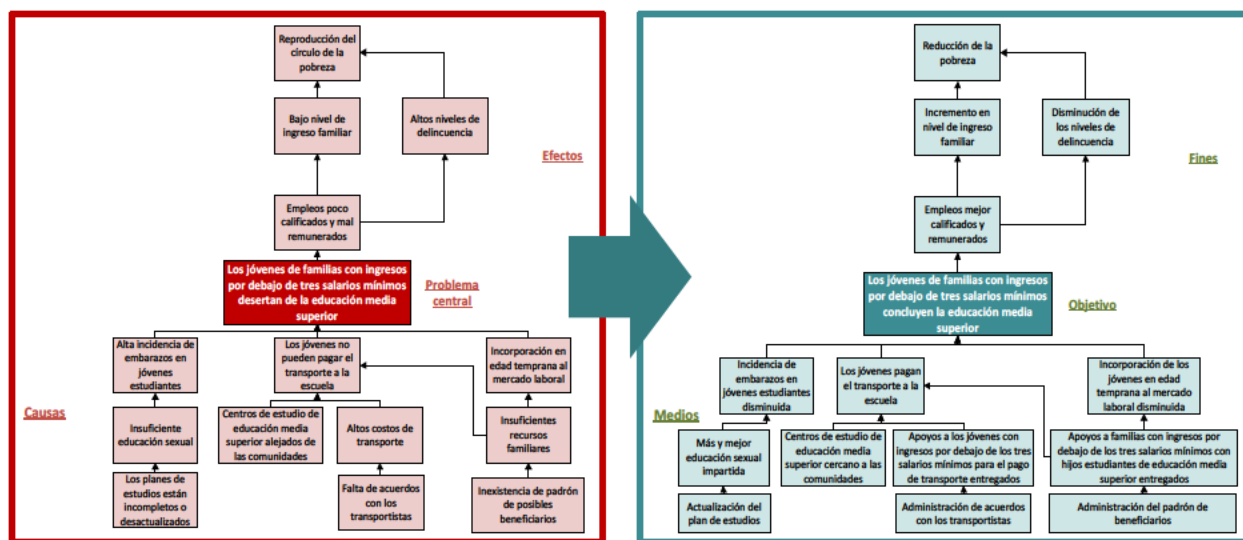 Reproducción del
circulo de la
pobreza
Bajo nivel de
ingreso familiar
Altos niveles de
delincuencia
Efectos
Empleos poco
calificados y mal
remunerados
Los jóvenes de familias con ingresos
por debajo de tres salarios mínimos
desertan de la educación media
superior
Problema
central
Alta incidencia de
embarazos en
jóvenes
estudiantes
Los jóvenes no
pueden pagar el
transporte a la
escuela
Incorporación en
edad temprana al
mercado laboral
Causas
Insuficiente
educación sexual
Centros de estudio de
educación media
superior alejados de
las comunidades
Altos costos de
transporte
Insuficientes
recursos
familiares
Los planes de
estudios están
incompletos o
desactualizados
Falta de acuerdos
con los
transportistas
Inexistencia de
padrón de
posibles
beneficiarios
Reducción de la
pobreza
Incremento en
nivel de ingreso
familiar
Disminución de
los niveles de
delincuencia
Fines
Empleos mejor
calificados y
remunerados
Los jóvenes de familias con ingresos
por debajo de tres salarios mínimos
concluyen la educación media
superior
Objetivo
Incidencia de
embarazos en
jóvenes estudiantes
disminuida
Los jóvenes pagan
el transporte a la
escuela
Incorporación de los
jóvenes en edad
temprana al mercado
laboral disminuida
Medios
Más y mejor
educación sexual
impartida
Centros de estudio de
educación media
superior cercano a las
comunidades
Apoyos a los jóvenes con
ingresos por debajo de los tres
salarios mínimos para el pago
de transporte entregados
Apoyos a familias con ingresos por
debajo de los tres salarios mínimos con
hijos estudiantes de educación media
superior entregados
Actualización del
plan de estudios
Administración de acuerdos
con los transportistas
Administración del padrón de
beneficiarios